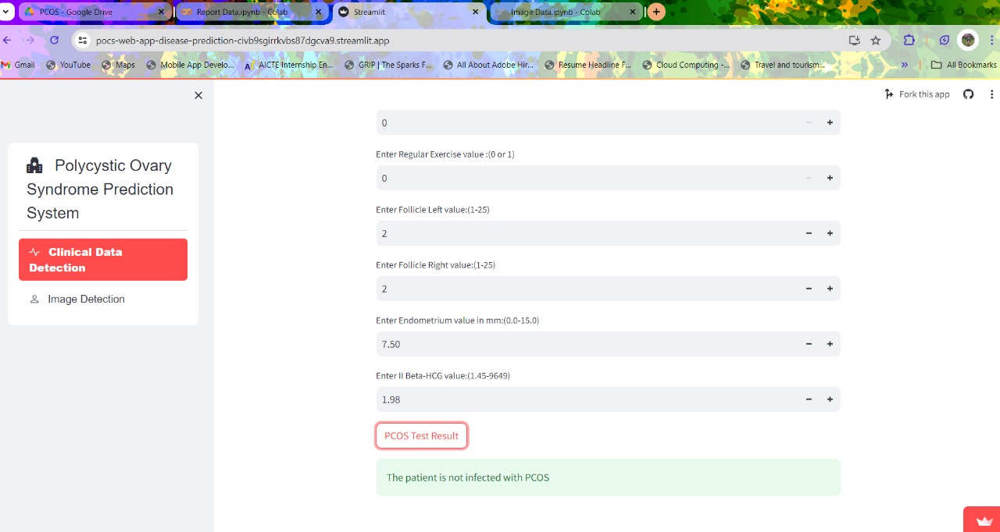 PCOS - Google Drive
Report Data.ipynb - Colab
Streamlit
Image Data.ipynb - Colab
pocs-web-app-disease-prediction-civb9sgirrkvbs87dgcva9.streamlit.app
Gmail
YouTube
Maps
Mobile App Develo...
AICTE Internship En...
GRIP | The Sparks F...
All About Adobe Hir...
Resume Headline F...
Cloud Computing -...
Travel and tourism...
All Bookmarks
Fork this app
Polycystic Ovary
Syndrome Prediction
System
Clinical Data
Detection
Image Detection
0
Enter Regular Exercise value :(0 or 1)
0
Enter Follicle Left value:(1-25)
2
Enter Follicle Right value:(1-25)
2
Enter Endometrium value in mm:(0.0-15.0)
7.50
Enter II Beta-HCG value:(1.45-9649)
1.98
PCOS Test Result
The patient is not infected with PCOS